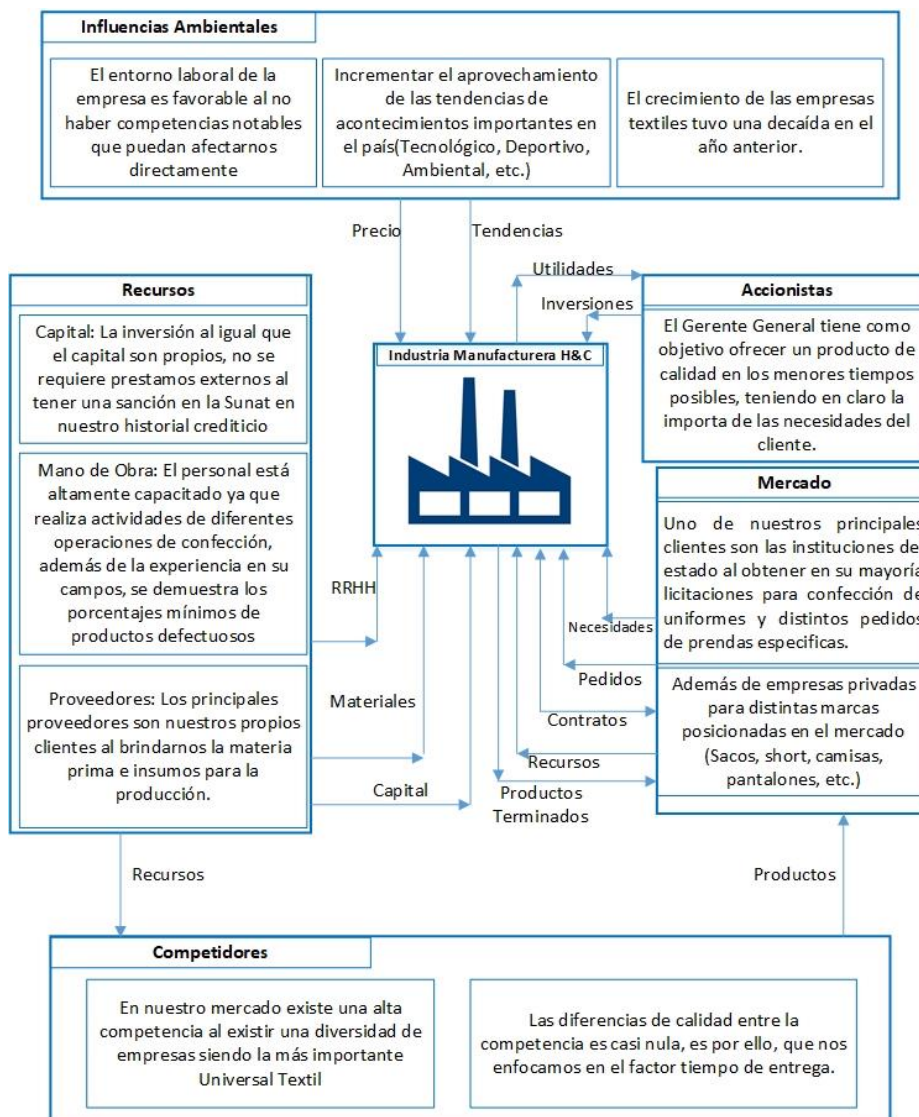 Influencias Ambientales
El entorno laboral de la
empresa es favorable al no
haber competencias notables
que puedan afectarnos
directamente
Incrementar el aprovechamiento
de las tendencias de
acontecimientos importantes en
el país(Tecnológico, Deportivo,
Ambiental, etc.)
El crecimiento de las empresas
textiles tuvo una decaída en el
año anterior.
Precio
Tendencias
Utilidades
Inversiones
Recursos
Capital: La inversión al igual que
el capital son propios, no se
requiere prestamos externos al
tener una sanción en la Sunat en
nuestro historial crediticio
Mano de Obra: El personal está
altamente capacitado ya que
realiza actividades de diferentes
operaciones de confección,
además de la experiencia en su
campos, se demuestra los
porcentajes mínimos de
productos defectuosos
Proveedores: Los principales
proveedores son nuestros propios
clientes al brindarnos la materia
prima e insumos para la
producción.
Industria Manufacturera H&C
Accionistas
El Gerente General tiene como
objetivo ofrecer un producto de
calidad en los menores tiempos
posibles, teniendo en claro la
importa de las necesidades del
cliente.
Mercado
Uno de nuestros principales
clientes son las instituciones de
estado al obtener en su mayoría
licitaciones para confección de
uniformes y distintos pedidos
de prendas especificas.
Además de empresas privadas
para distintas marcas
posicionadas en el mercado
(Sacos, short, camisas,
pantalones, etc.)
RRHH
Materiales
Capital
Necesidades
Pedidos
Contratos
Recursos
Productos
Terminados
Recursos
Productos
Competidores
En nuestro mercado existe una alta
competencia al existir una diversidad de
empresas siendo la más importante
Universal Textil
Las diferencias de calidad entre la
competencia es casi nula, es por ello, que nos
enfocamos en el factor tiempo de entrega.